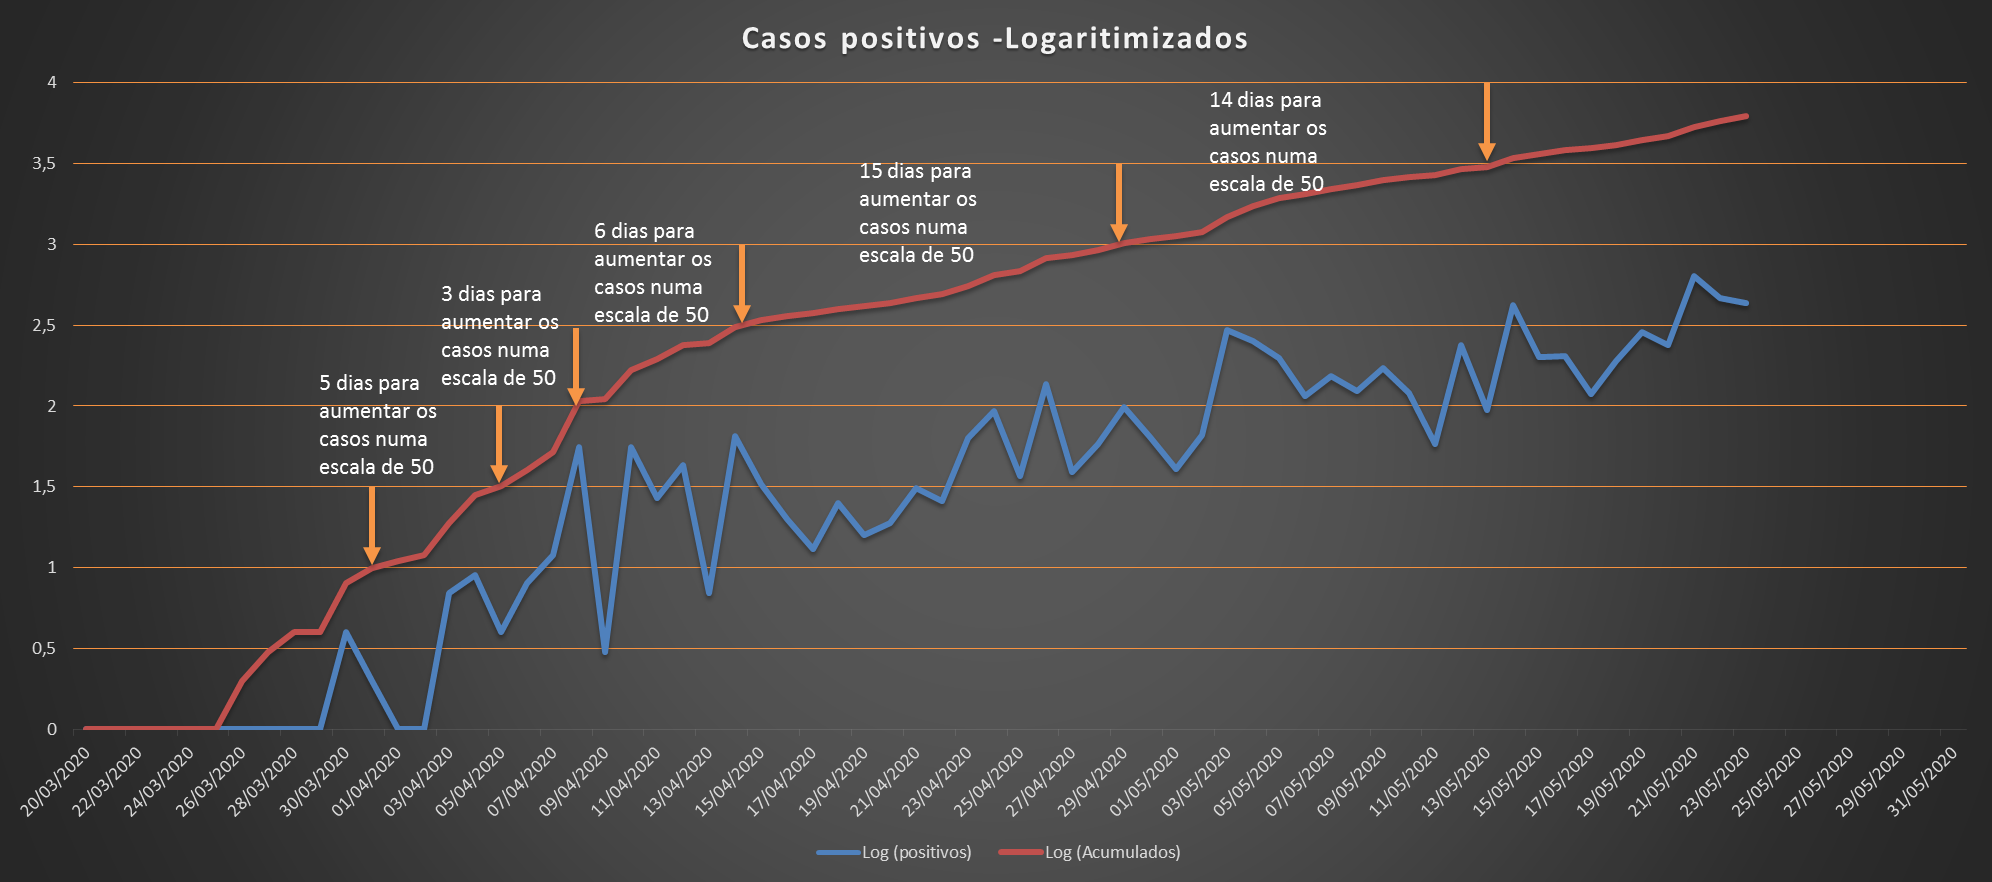 Casos positivos -Logaritimizados
4
3,5
3
2,5
2
1,5
1
0,5
0
5 dias para
aumentar os
casos numa
escala de 50
3 dias para
aumentar os
casos numa
escala de 50
6 dias para
aumentar os
casos numa
escala de 50
15 dias para
aumentar os
casos numa
escala de 50
14 dias para
aumentar os
casos numa
escala de 50
20/03/2020
22/03/2020
24/03/2020
26/03/2020
28/03/2020
30/03/2020
01/04/2020
03/04/2020
05/04/2020
07/04/2020
09/04/2020
11/04/2020
13/04/2020
15/04/2020
17/04/2020
19/04/2020
21/04/2020
23/04/2020
25/04/2020
27/04/2020
29/04/2020
01/05/2020
03/05/2020
05/05/2020
07/05/2020
09/05/2020
11/05/2020
13/05/2020
15/05/2020
17/05/2020
19/05/2020
21/05/2020
23/05/2020
25/05/2020
27/05/2020
29/05/2020
31/05/2020
Log (positivos)
Log (Acumulados)